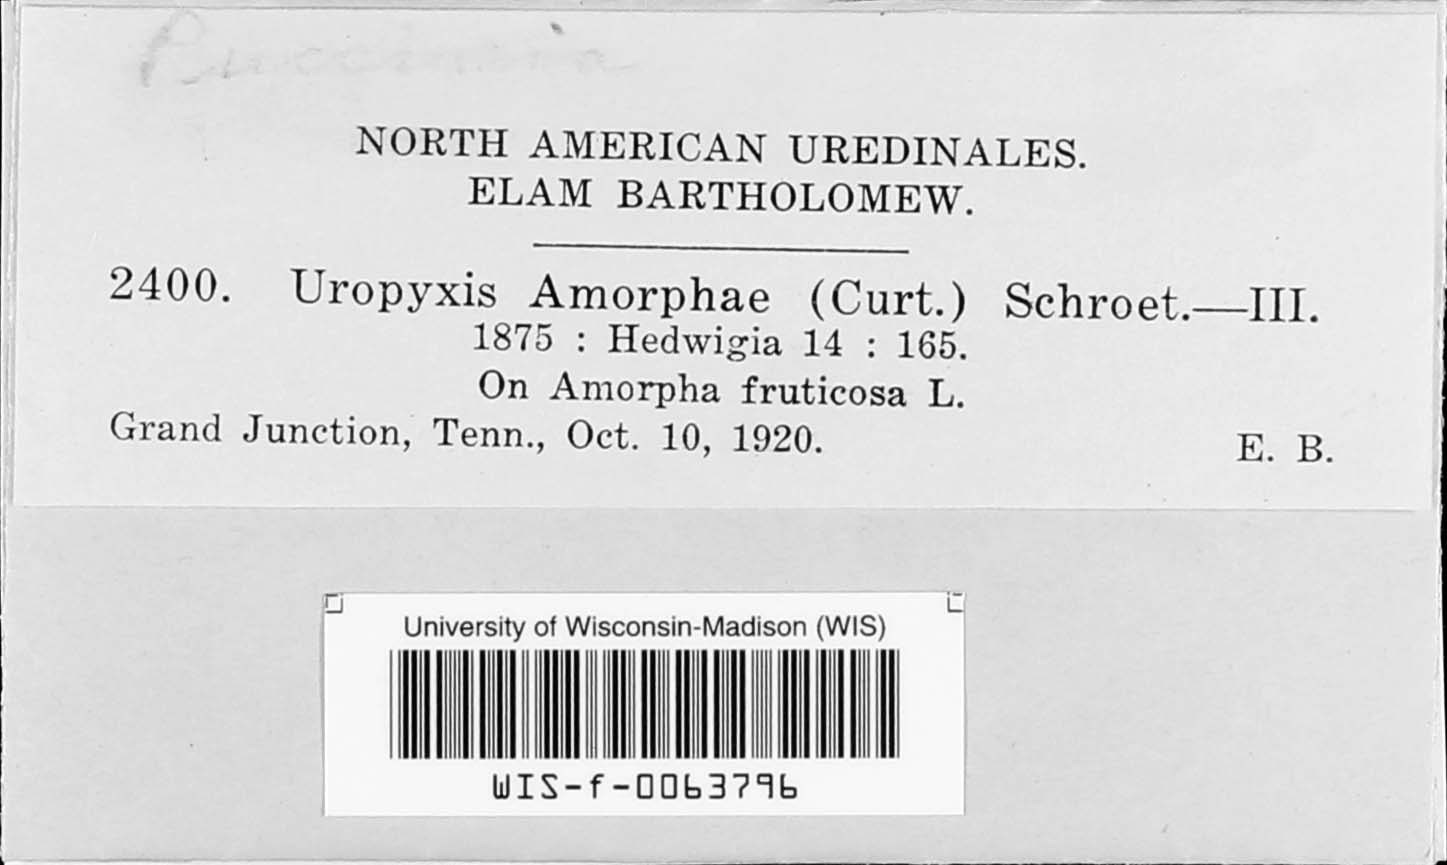 Puccinia
NORTH AMERICAN UREDINALES.
ELAM BARTHOLOMEW.
2400. Uropyxis Amorphae (Curt.) Schroet.—III.
1875 : Hedwigia 14 : 165.
On Amorpha fruticosa L.
Grand Junction, Tenn., Oct. 10, 1920. E. B.
University of Wisconsin-Madison (WIS)
WIS-f-0063796